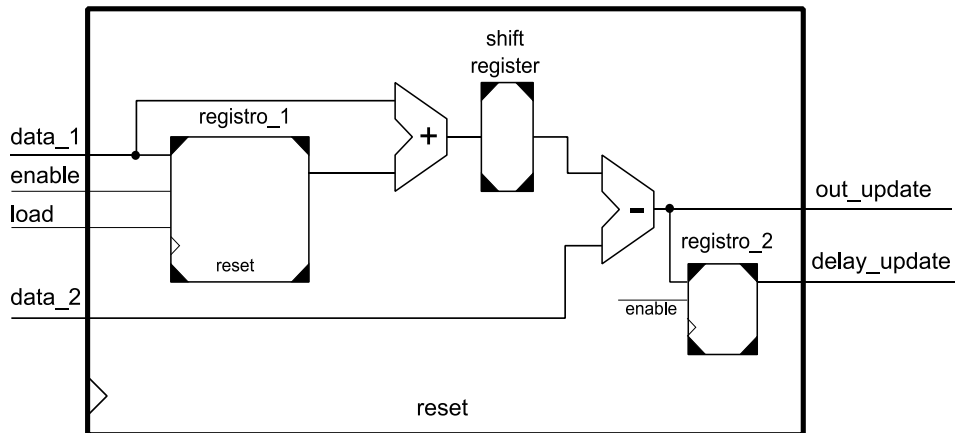 shift
register
registro_1
data_1
+
enable
load
reset
data_2
-
out_update
registro_2
delay_update
enable
reset